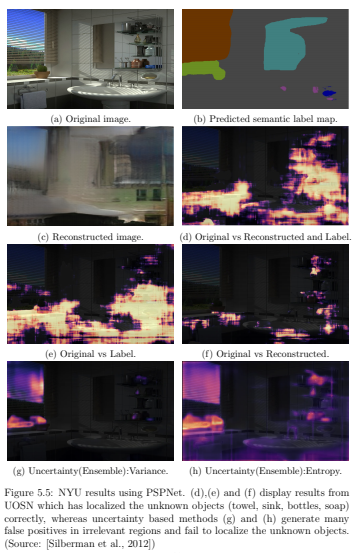 (a) Original image.
(b) Predicted semantic label map.
(c) Reconstructed image.
(d) Original vs Reconstructed and Label.
(e) Original vs Label.
(f) Original vs Reconstructed.
(g) Uncertainty(Ensemble):Variance.
(h) Uncertainty(Ensemble):Entropy.
Figure 5.5: NYU results using PSPNet. (d),(e) and (f) display results from
UOSN which has localized the unknown objects (towel, sink, bottles, soap)
correctly, whereas uncertainty based methods (g) and (h) generate many
false positives in irrelevant regions and fail to localize the unknown objects.
(Source: [Silberman et al., 2012])